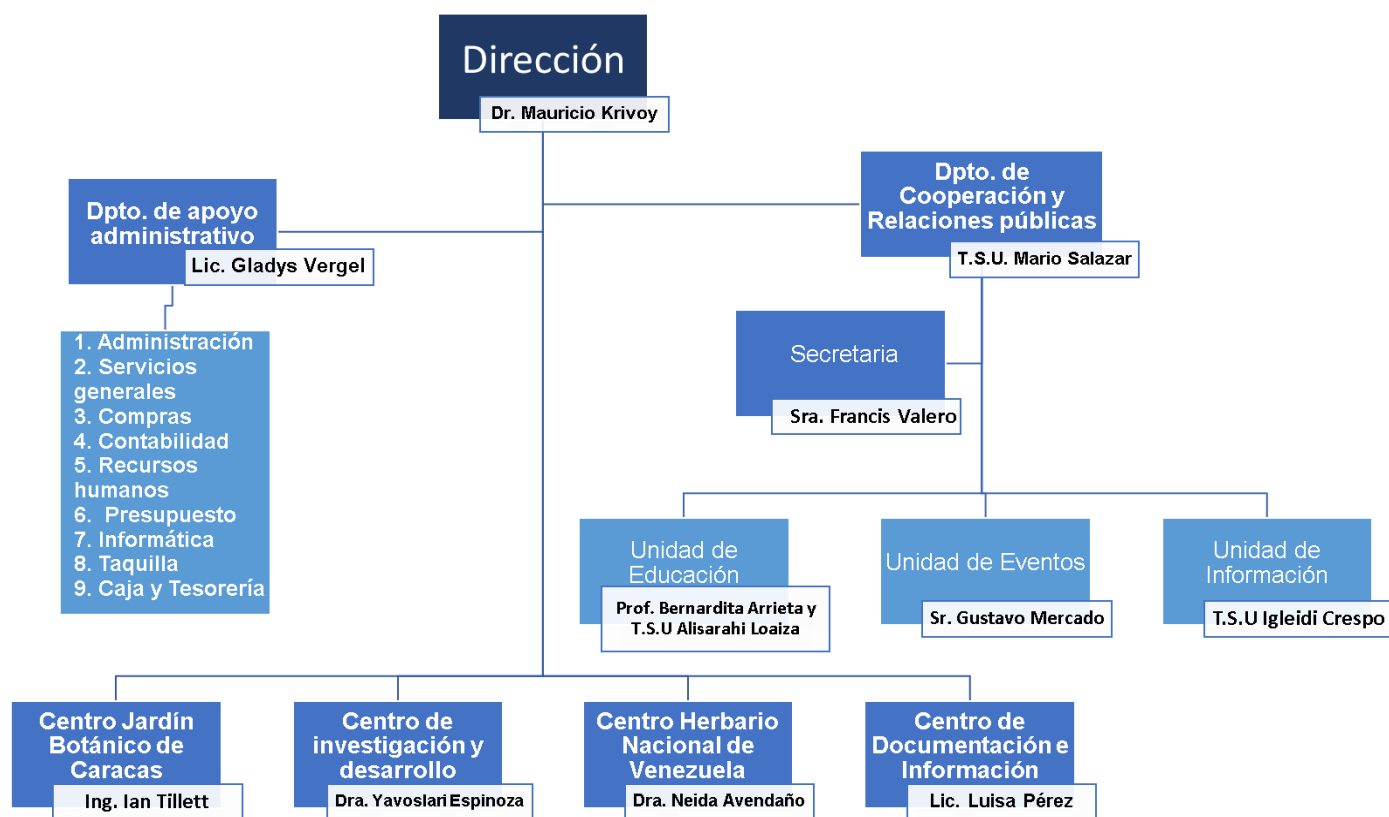 Dirección
Dr. Mauricio Krivoy
Dpto. de apoyo
administrativo
Lic. Gladys Vergel
Dpto. de
Cooperación y
Relaciones públicas
T.S.U. Mario Salazar
1. Administración
2. Servicios
generales
3. Compras
4. Contabilidad
5. Recursos
humanos
6. Presupuesto
7. Informática
8. Taquilla
9. Caja y Tesorería
Secretaria
Sra. Francis Valero
Unidad de
Educación
Prof. Bernardita Arrieta y
T.S.U Alisarahi Loaiza
Unidad de Eventos
Sr. Gustavo Mercado
Unidad de
Información
T.S.U Igleidi Crespo
Centro Jardín
Botánico de
Caracas
Ing. Ian Tillett
Centro de
investigación y
desarrollo
Dra. Yavoslari Espinoza
Centro Herbario
Nacional de
Venezuela
Dra. Neida Avendaño
Centro de
Documentación e
Información
Lic. Luisa Pérez